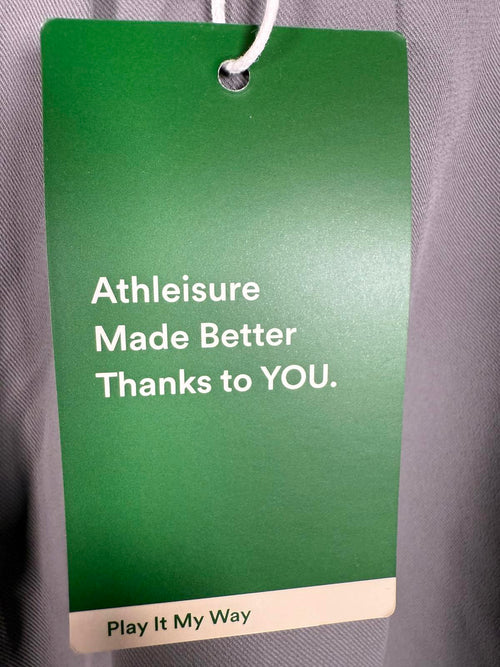 Athleisure
Made Better
Thanks to YOU.
Play It My Way